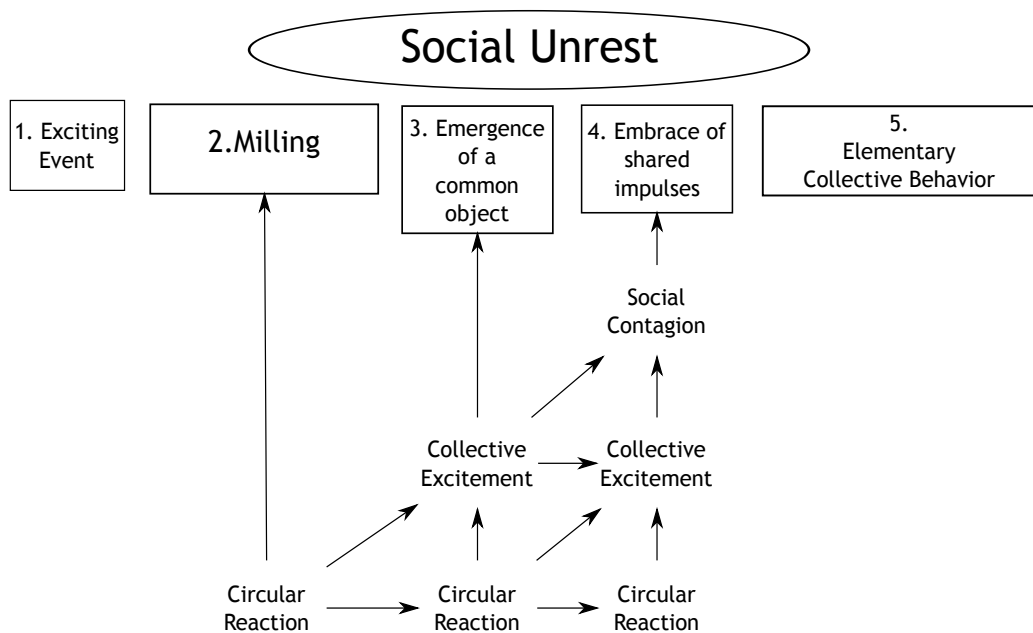 Social Unrest
1. Exciting
Event
2.Milling
3. Emergence
of a
common
object
4. Embrace of
shared
impulses
5.
Elementary
Collective Behavior
Social
Contagion
Collective
Excitement
Collective
Excitement
Circular
Reaction
Circular
Reaction
Circular
Reaction